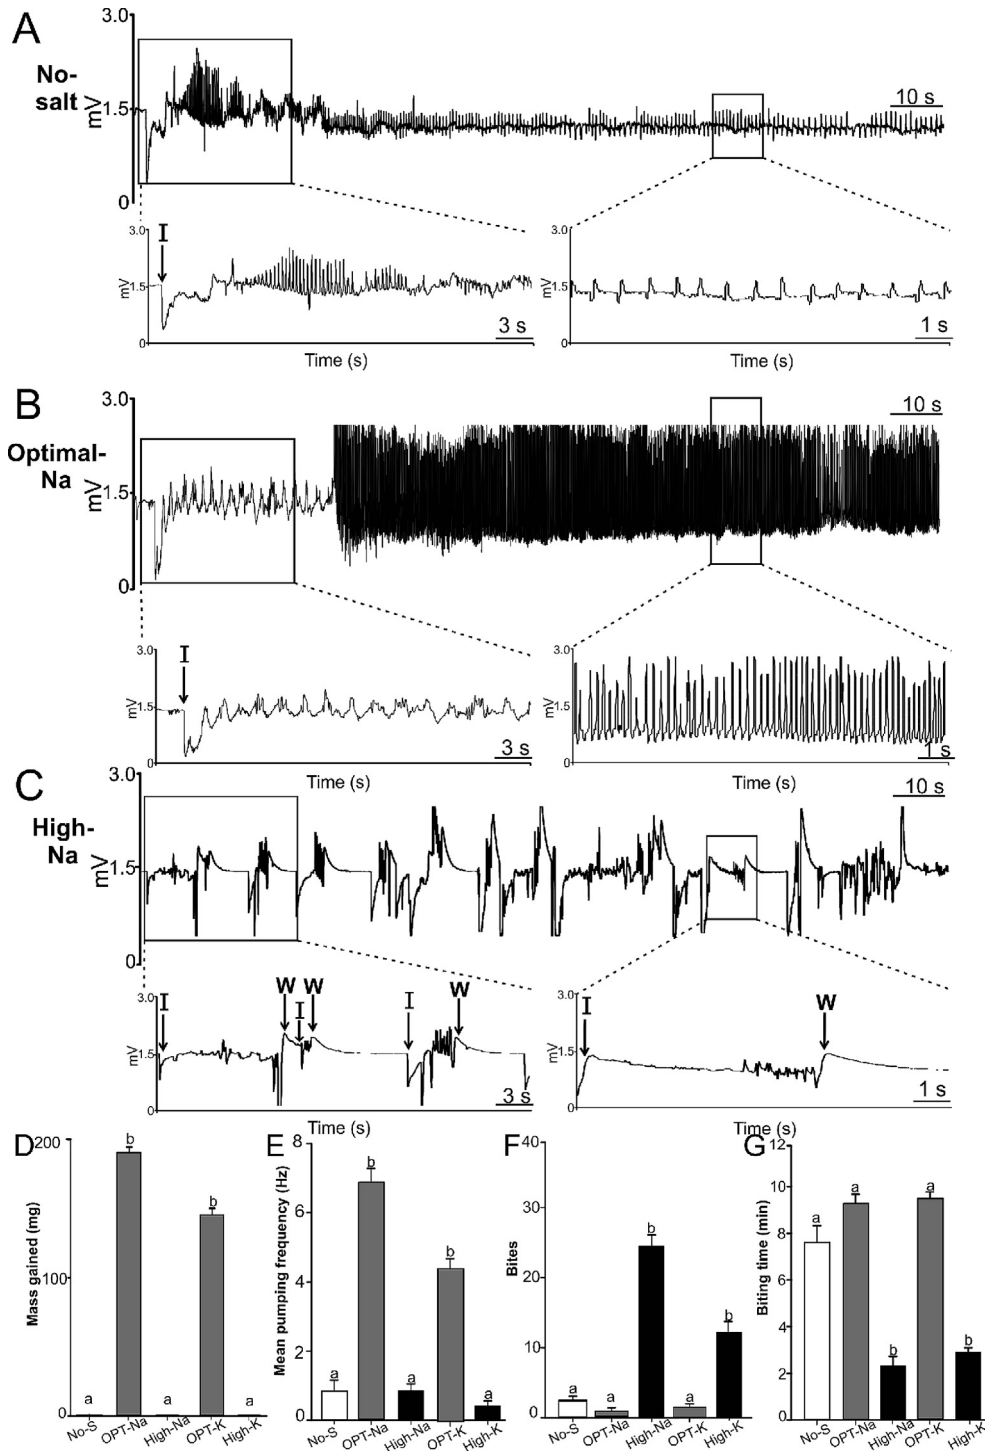 A
No-
salt
mV
3.0
1.5
0
10 s
I
3.0
mV
1.5
0
3 s
Time (s)
3.0
mV
1.5
0
1 s
Time (s)
B
Optimal-
Na
mV
3.0
1.5
0
10 s
I
3.0
mV
1.5
0
3 s
Time (s)
3.0
mV
1.5
0
1 s
Time (s)
C
High-
Na
mV
3.0
1.5
0
10 s
I W I W I W
3.0
mV
1.5
0
3 s
Time (s)
I W
3.0
mV
1.5
0
1 s
Time (s)
D
Mass gained (mg)
200
100
0
a b a b a
No-S OPT-Na High-Na OPT-K High-K
E
Mean pumping frequency (Hz)
8
6
4
2
0
a b a b a
No-S OPT-Na High-Na OPT-K High-K
F
Bites
40
30
20
10
0
a a b a b
No-S OPT-Na High-Na OPT-K High-K
G
Biting time (min)
12
10
8
6
4
2
0
a a b a b
No-S OPT-Na High-Na OPT-K High-K